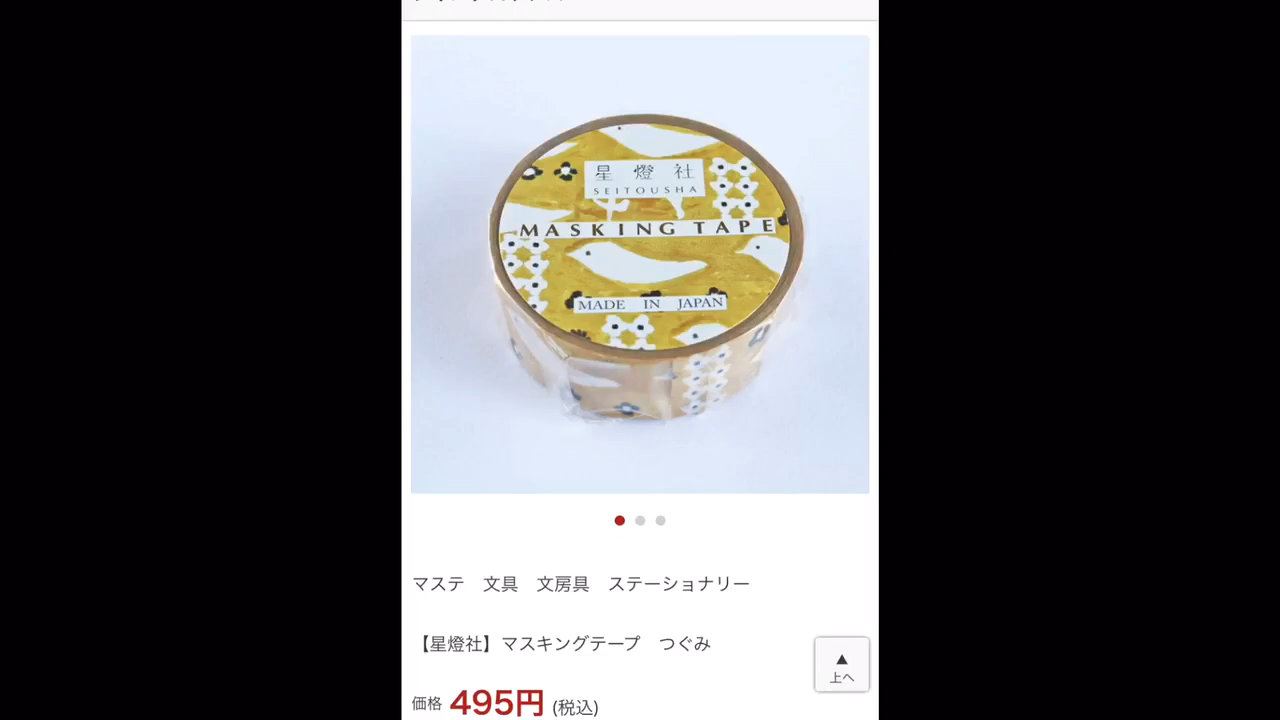 星燈社
SEITOUSHA
MASKING TAPE
MADE IN JAPAN
マステ 文具 文房具 ステーショナリー
【星燈社】マスキングテープ つぐみ
▲
上へ
価格 495円 (税込)